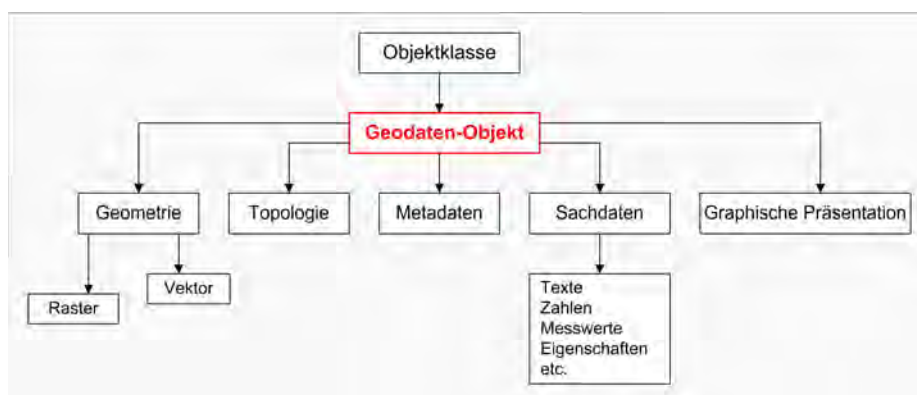 Objektklasse
Geodaten-Objekt
Geometrie
Topologie
Metadaten
Sachdaten
Graphische Präsentation
Raster
Vektor
Texte
Zahlen
Messwerte
Eigenschaften
etc.